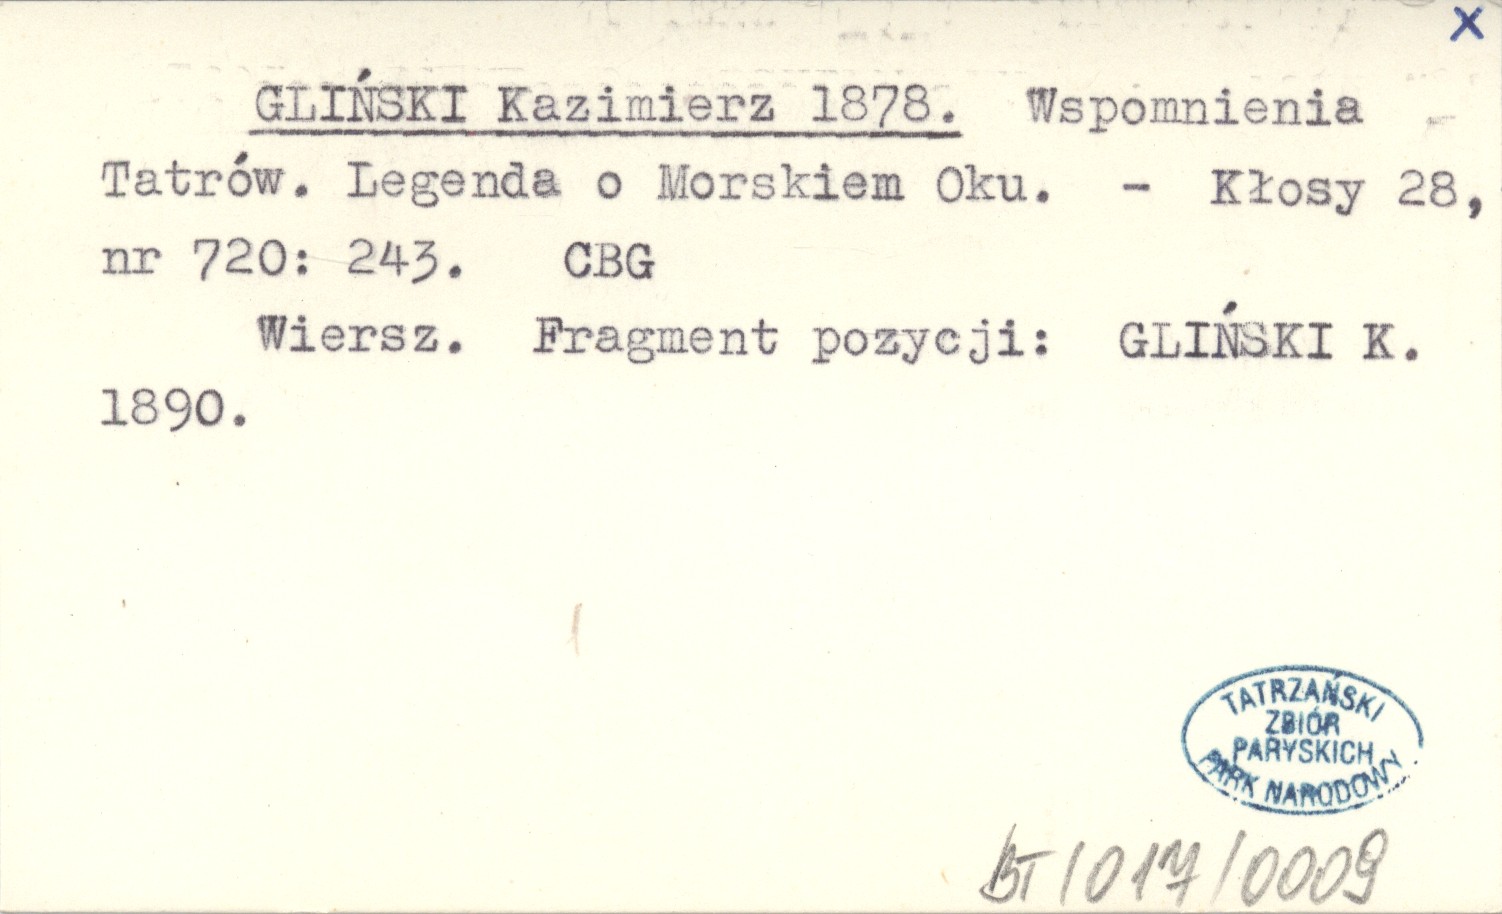 x
GLIŃSKI Kazimierz 1878. Wspomnienia
Tatrów. Legenda o Morskiem Oku. - Kłosy 28,
nr 720: 243. CBG
Wiersz. Fragment pozycji: GLIŃSKI K.
1890.
TATRZAŃSKI
ZBIÓR
PARYSKICH
PARK NARODOWY
BT/017/0009